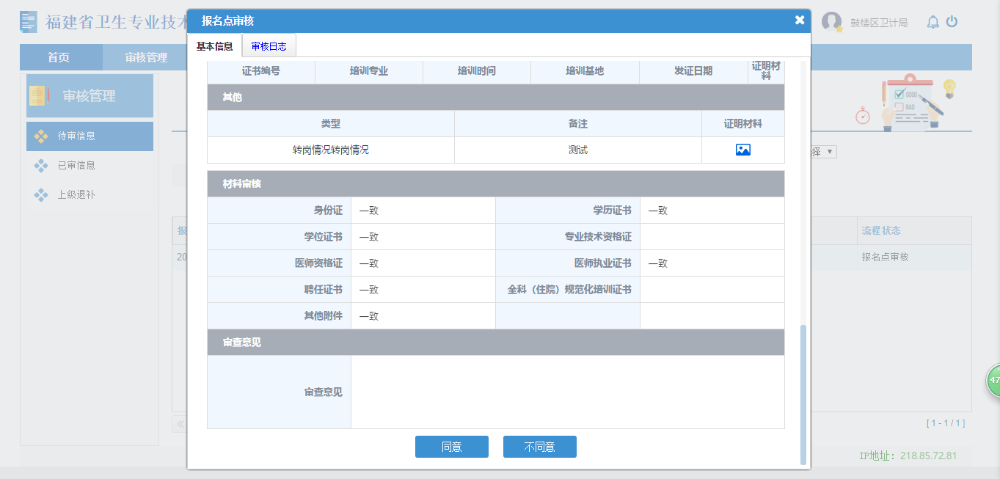 福建省卫生专业技术
报名点审核
鼓楼区卫计局
首页 审核管理
基本信息 审核日志
审核管理
待审信息
已审信息
上级退补
证书编号 培训专业 培训时间 培训基地 发证日期 证明材料
其他
类型 备注 证明材料
转岗情况转岗情况 测试
GOOD
BAD
择
材料审核
身份证 一致 学历证书 一致
学位证书 一致 专业技术资格证
医师资格证 一致 医师执业证书 一致
聘任证书 一致 全科（住院）规范化培训证书
其他附件 一致
审查意见
审查意见
同意 不同意
报 流程状态
20 报名点审核
47
[ 1 - 1 / 1 ]
IP地址：218.85.72.81